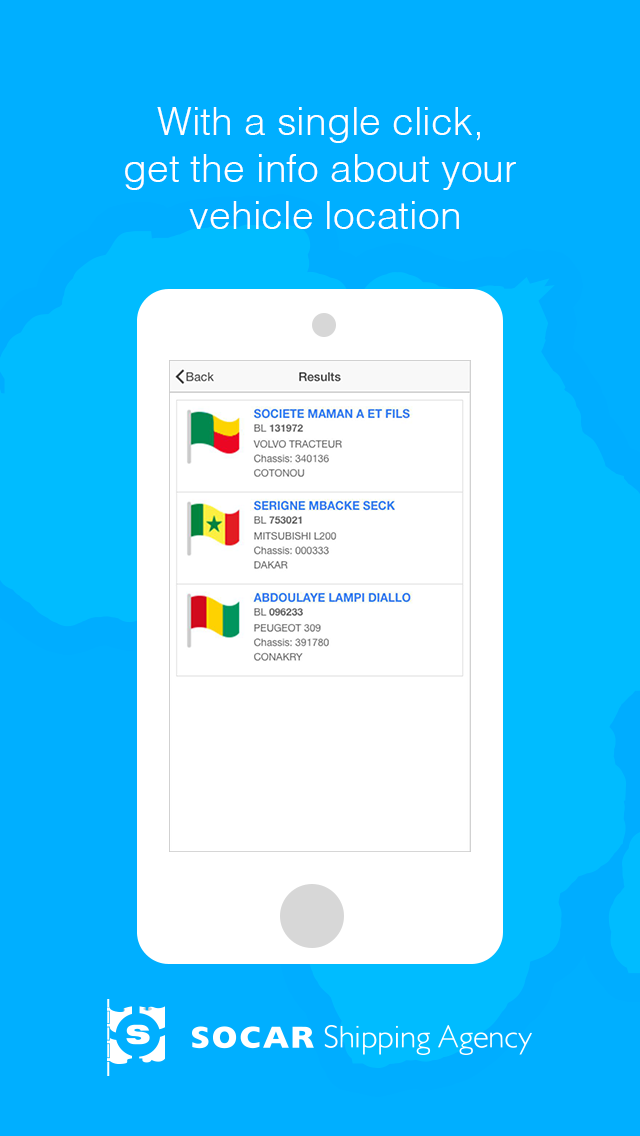 With a single click,
get the info about your
vehicle location
Back
Results
SOCIETE MAMAN A ET FILS
BL 131972
VOLVO TRACTEUR
Chassis: 340136
COTONOU
SERIGNE MBACKE SECK
BL 753021
MITSUBISHI L200
Chassis: 000333
DAKAR
ABDOULAYE LAMPI DIALLO
BL 096233
PEUGEOT 309
Chassis: 391780
CONAKRY
S
SOCAR Shipping Agency